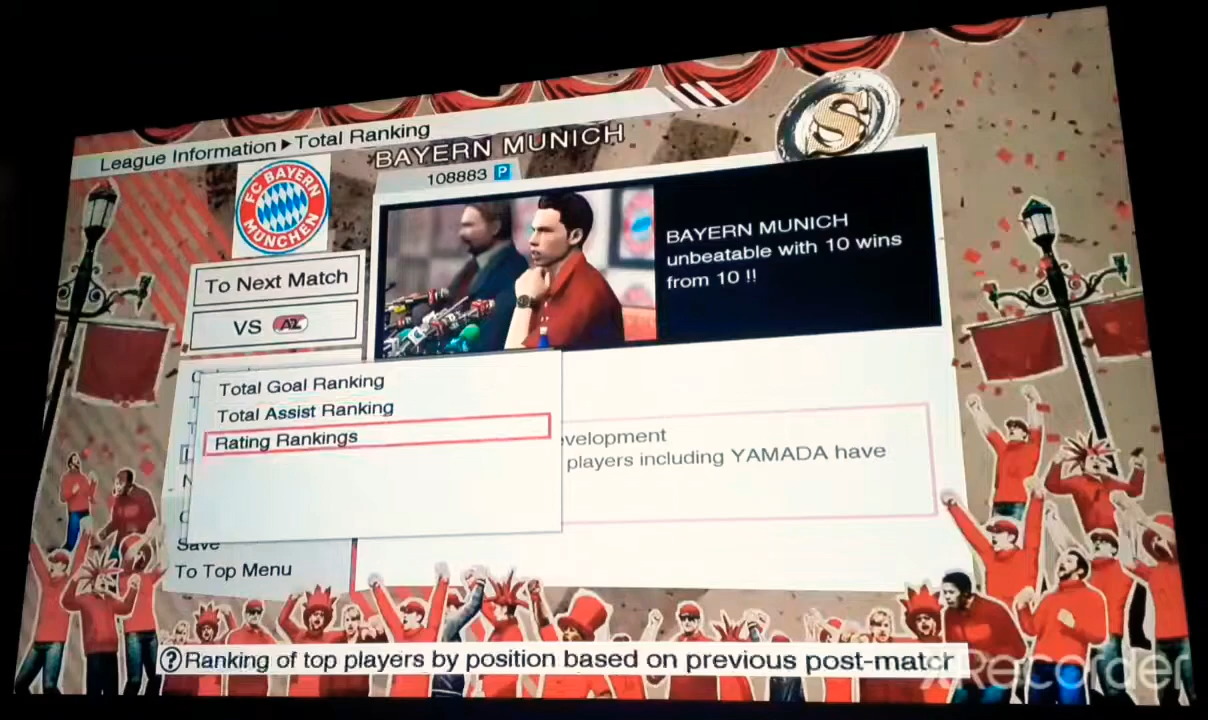 League Information ▸ Total Ranking
BAYERN MUNICH
108883 P
FC BAYERN
MÜNCHEN
To Next Match
VS AZ
BAYERN MUNICH
unbeatable with 10 wins
from 10 !!
Total Goal Ranking
Total Assist Ranking
Rating Rankings
velopment
players including YAMADA have
Save
To Top Menu
?Ranking of top players by position based on previous post-match
XRecorder